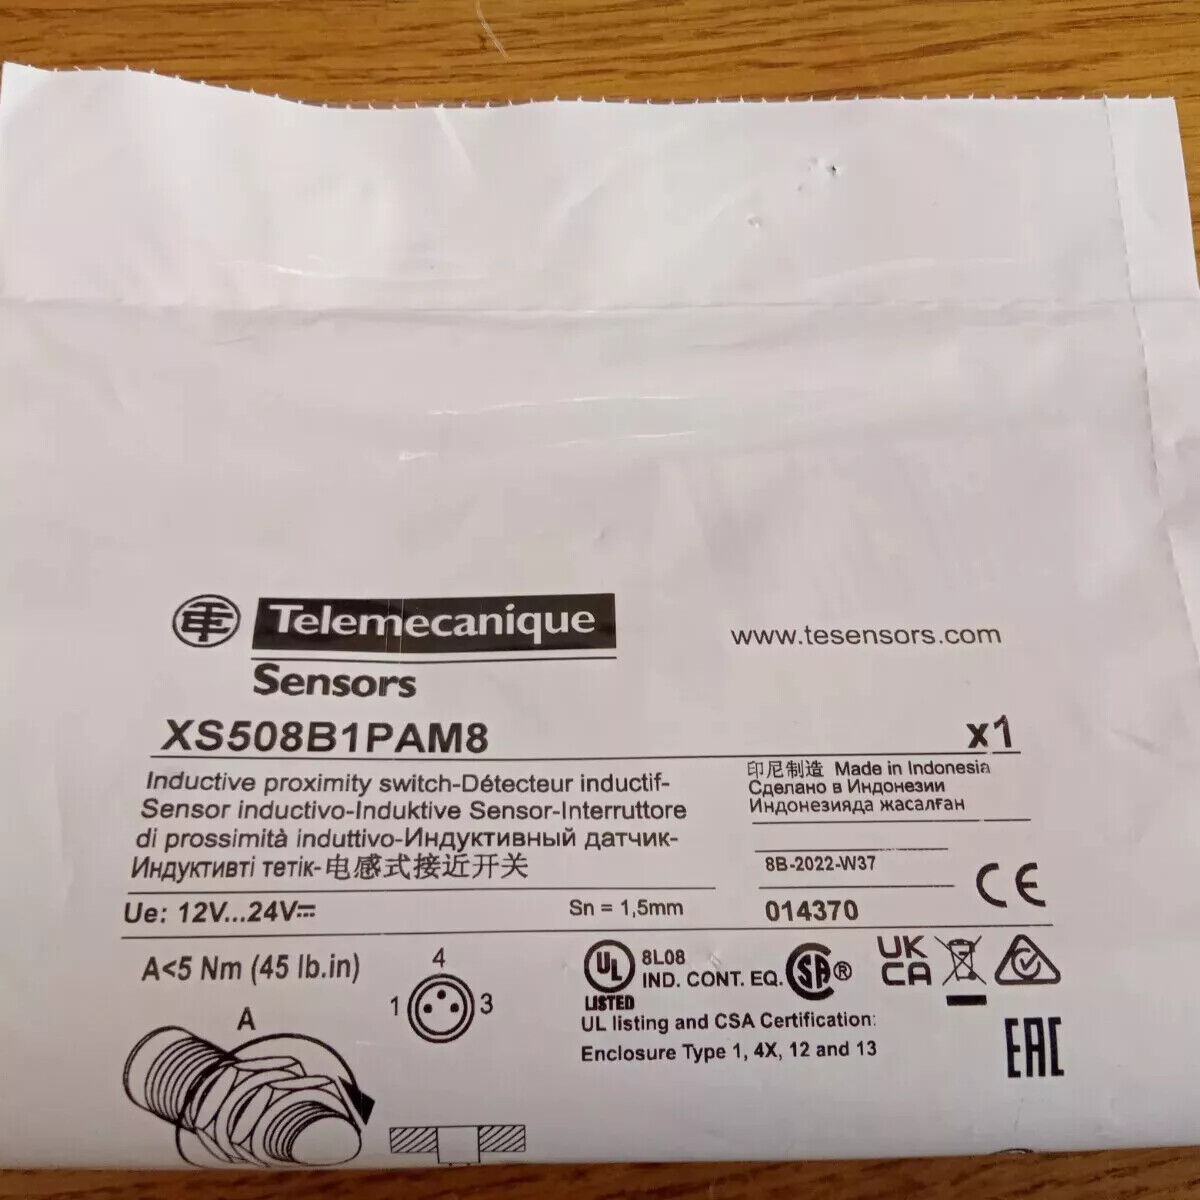 Telemecanique
Sensors
www.tesensors.com
XS508B1PAM8
x1
Inductive proximity switch-Détecteur inductif-
Sensor inductivo-Induktive Sensor-Interruttore
di prossimità induttivo-Индуктивный датчик-
Индуктивті тетік-电感式接近开关
印尼制造 Made in Indonesia
Сделано в Индонезии
Индонезияда жасалған
8B-2022-W37
CE
Ue: 12V...24V
Sn = 1,5mm
014370
A<5 Nm (45 lb.in)
4
1
3
A
UL
LISTED
8L08
IND. CONT. EQ.
SA®
UK
CA
UL listing and CSA Certification:
Enclosure Type 1, 4X, 12 and 13
EAC